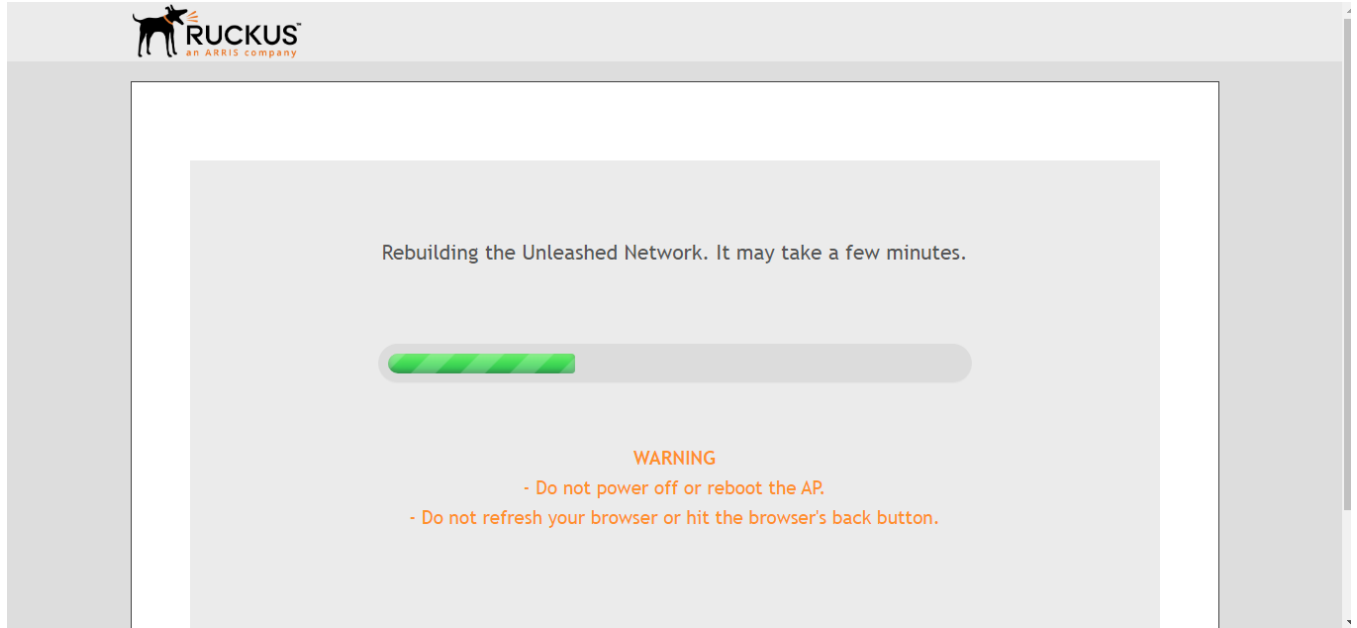 RUCKUS™
an ARRIS company
Rebuilding the Unleashed Network. It may take a few minutes.
WARNING
- Do not power off or reboot the AP.
- Do not refresh your browser or hit the browser's back button.